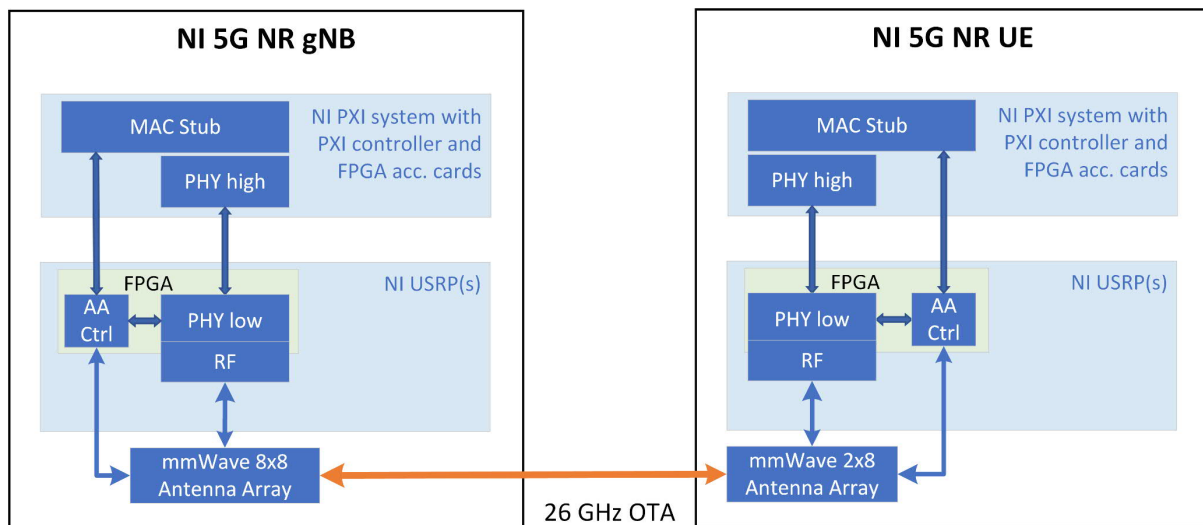 NI 5G NR gNB
MAC Stub
NI PXI system with
PXI controller and
FPGA acc. cards
PHY high
FPGA
NI USRP(s)
AA
Ctrl
PHY low
RF
mmWave 8x8
Antenna Array
26 GHz OTA
NI 5G NR UE
MAC Stub
NI PXI system with
PXI controller and
FPGA acc. cards
PHY high
FPGA
NI USRP(s)
PHY low
AA
Ctrl
RF
mmWave 2x8
Antenna Array